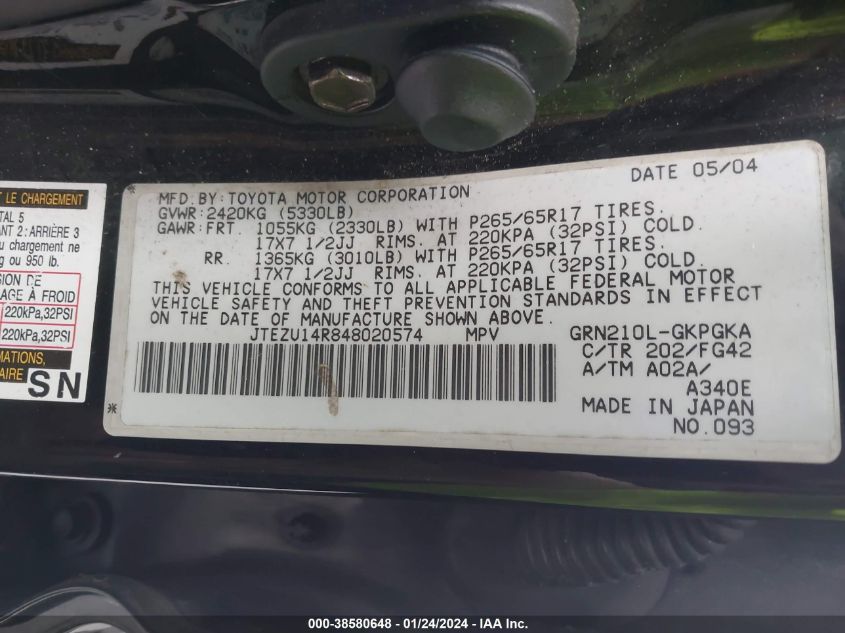 ET LE CHARGEMENT
TAL 5
ANT 2: ARRIÈRE 3
u chargement ne
g ou 950 lb.
SION DE
LAGE À FROID
220kPa,32PSI
220kPa,32PSI
EMENTS,
AIRE
SN
DATE 05/04
MFD.BY:TOYOTA MOTOR CORPORATION
GVWR:2420KG (5330LB)
GAWR:FRT. 1055KG (2330LB) WITH P265/65R17 TIRES.
17X7 1/2JJ RIMS. AT 220KPA (32PSI) COLD.
RR. 1365KG (3010LB) WITH P265/65R17 TIRES.
17X7 1/2JJ RIMS. AT 220KPA (32PSI) COLD.
THIS VEHICLE CONFORMS TO ALL APPLICABLE FEDERAL MOTOR
VEHICLE SAFETY AND THEFT PREVENTION STANDARDS IN EFFECT
ON THE DATE OF MANUFACTURE SHOWN ABOVE.
JTEZU14R848020574 MPV GRN210L-GKPGKA
C/TR 202/FG42
A/TM A02A/
A340E
MADE IN JAPAN
NO.093
000-38580648 - 01/24/2024 - IAA Inc.